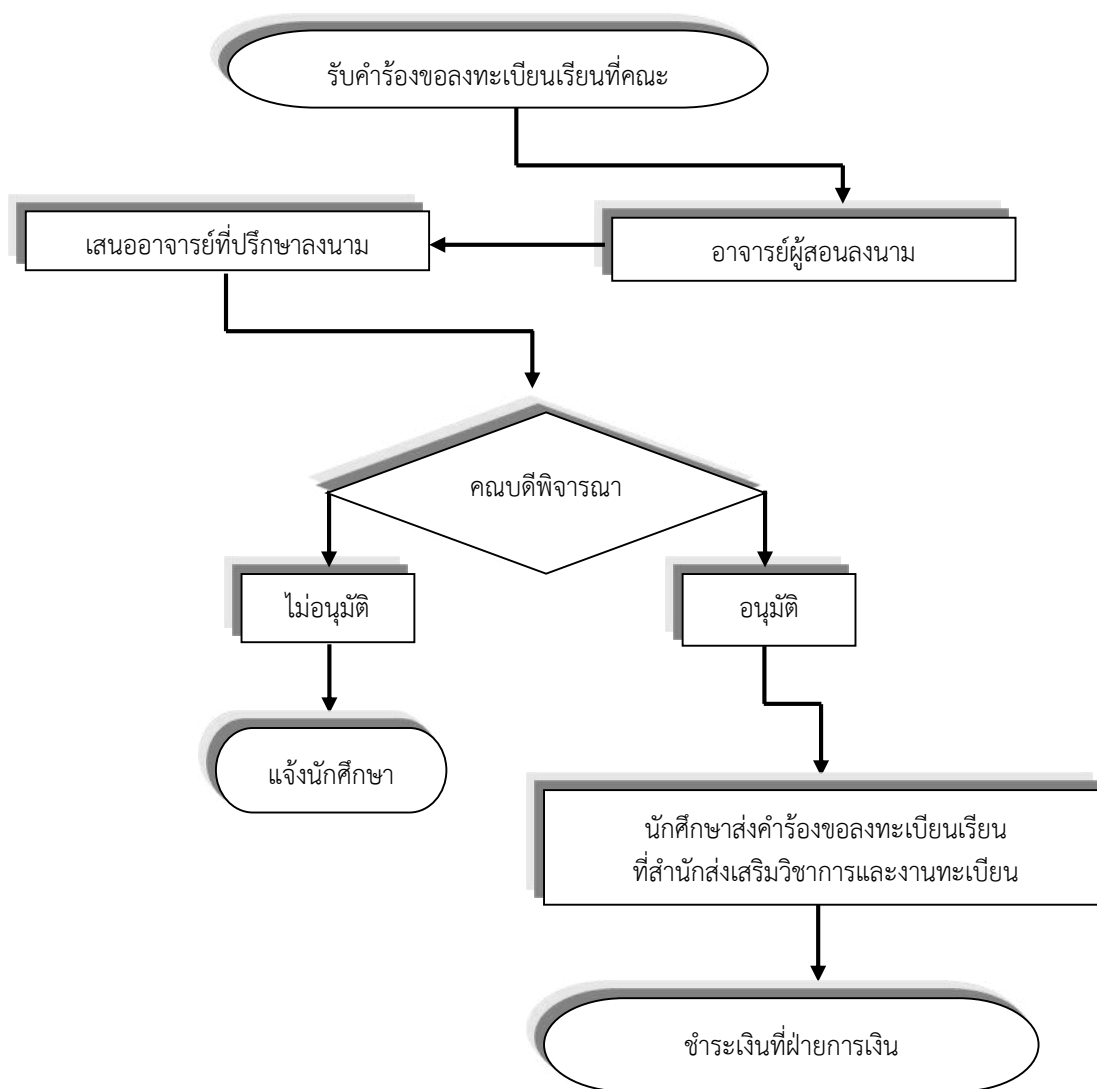 รับคำร้องขอลงทะเบียนเรียนที่คณะ
อาจารย์ผู้สอนลงนาม
เสนออาจารย์ที่ปรึกษาลงนาม
คณบดีพิจารณา
ไม่อนุมัติ
อนุมัติ
แจ้งนักศึกษา
นักศึกษาส่งคำร้องขอลงทะเบียนเรียน
ที่สำนักส่งเสริมวิชาการและงานทะเบียน
ชำระเงินที่ฝ่ายการเงิน